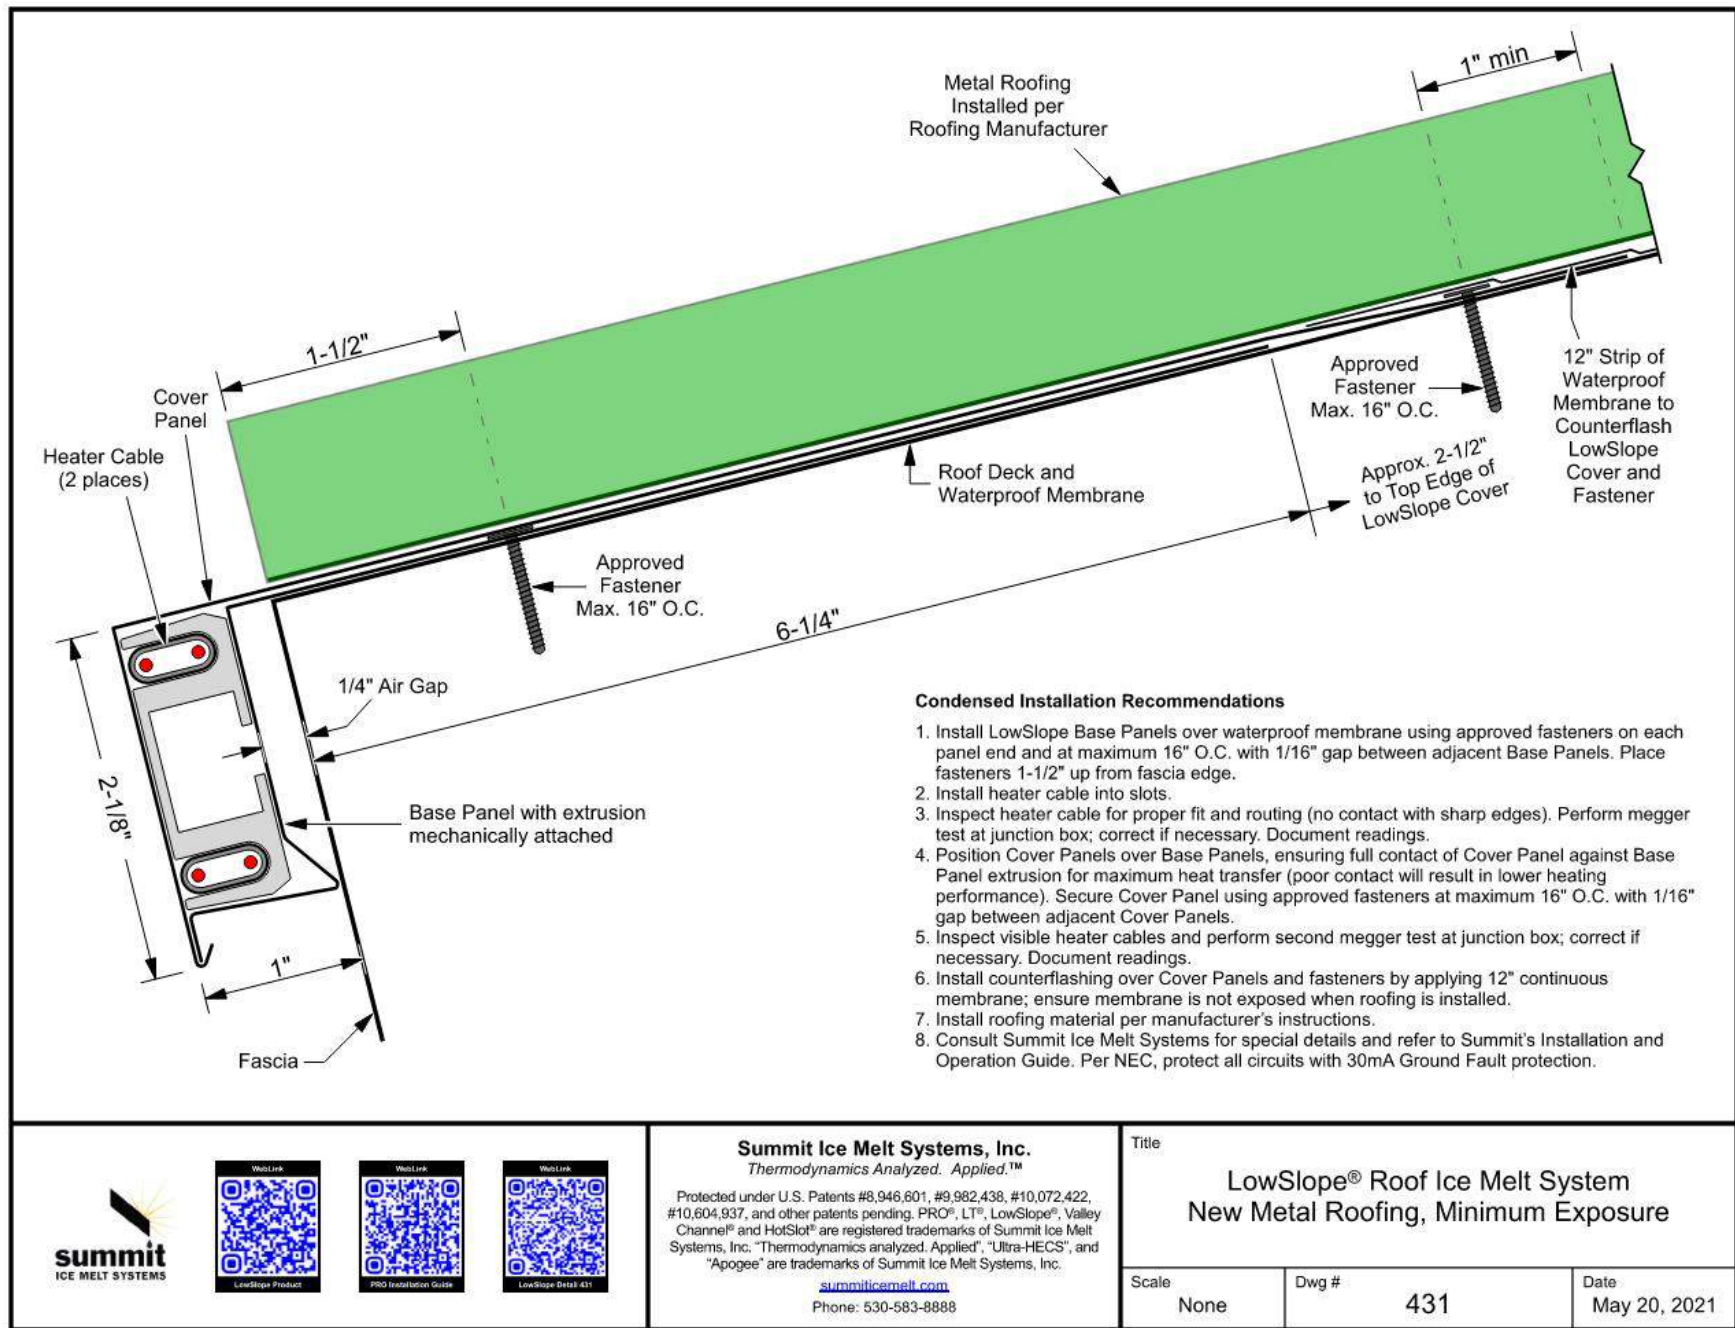 1" min
Metal Roofing
Installed per
Roofing Manufacturer
1-1/2"
Cover
Panel
Heater Cable
(2 places)
Approved
Fastener
Max. 16" O.C.
12" Strip of
Waterproof
Membrane to
Counterflash
LowSlope
Cover and
Fastener
Roof Deck and
Waterproof Membrane
Approx. 2-1/2"
to Top Edge of
LowSlope Cover
Approved
Fastener
Max. 16" O.C.
6-1/4"
1/4" Air Gap
2-1/8"
Base Panel with extrusion
mechanically attached
1"
Fascia
Condensed Installation Recommendations
1. Install LowSlope Base Panels over waterproof membrane using approved fasteners on each
panel end and at maximum 16" O.C. with 1/16" gap between adjacent Base Panels. Place
fasteners 1-1/2" up from fascia edge.
2. Install heater cable into slots.
3. Inspect heater cable for proper fit and routing (no contact with sharp edges). Perform megger
test at junction box; correct if necessary. Document readings.
4. Position Cover Panels over Base Panels, ensuring full contact of Cover Panel against Base
Panel extrusion for maximum heat transfer (poor contact will result in lower heating
performance). Secure Cover Panel using approved fasteners at maximum 16" O.C. with 1/16"
gap between adjacent Cover Panels.
5. Inspect visible heater cables and perform second megger test at junction box; correct if
necessary. Document readings.
6. Install counterflashing over Cover Panels and fasteners by applying 12" continuous
membrane; ensure membrane is not exposed when roofing is installed.
7. Install roofing material per manufacturer's instructions.
8. Consult Summit Ice Melt Systems for special details and refer to Summit's Installation and
Operation Guide. Per NEC, protect all circuits with 30mA Ground Fault protection.
summit
ICE MELT SYSTEMS
WebLink
LowSlope Product
WebLink
PRO Installation Guide
WebLink
LowSlope Detail 431
Summit Ice Melt Systems, Inc.
Thermodynamics Analyzed. Applied.™
Protected under U.S. Patents #8,946,601, #9,982,438, #10,072,422,
#10,604,937, and other patents pending. PRO®, LT®, LowSlope®, Valley
Channel® and HotSlot® are registered trademarks of Summit Ice Melt
Systems, Inc. "Thermodynamics analyzed. Applied", "Ultra-HECS", and
"Apogee" are trademarks of Summit Ice Melt Systems, Inc.
summiticemelt.com
Phone: 530-583-8888
Title
LowSlope® Roof Ice Melt System
New Metal Roofing, Minimum Exposure
Scale
None
Dwg #
431
Date
May 20, 2021